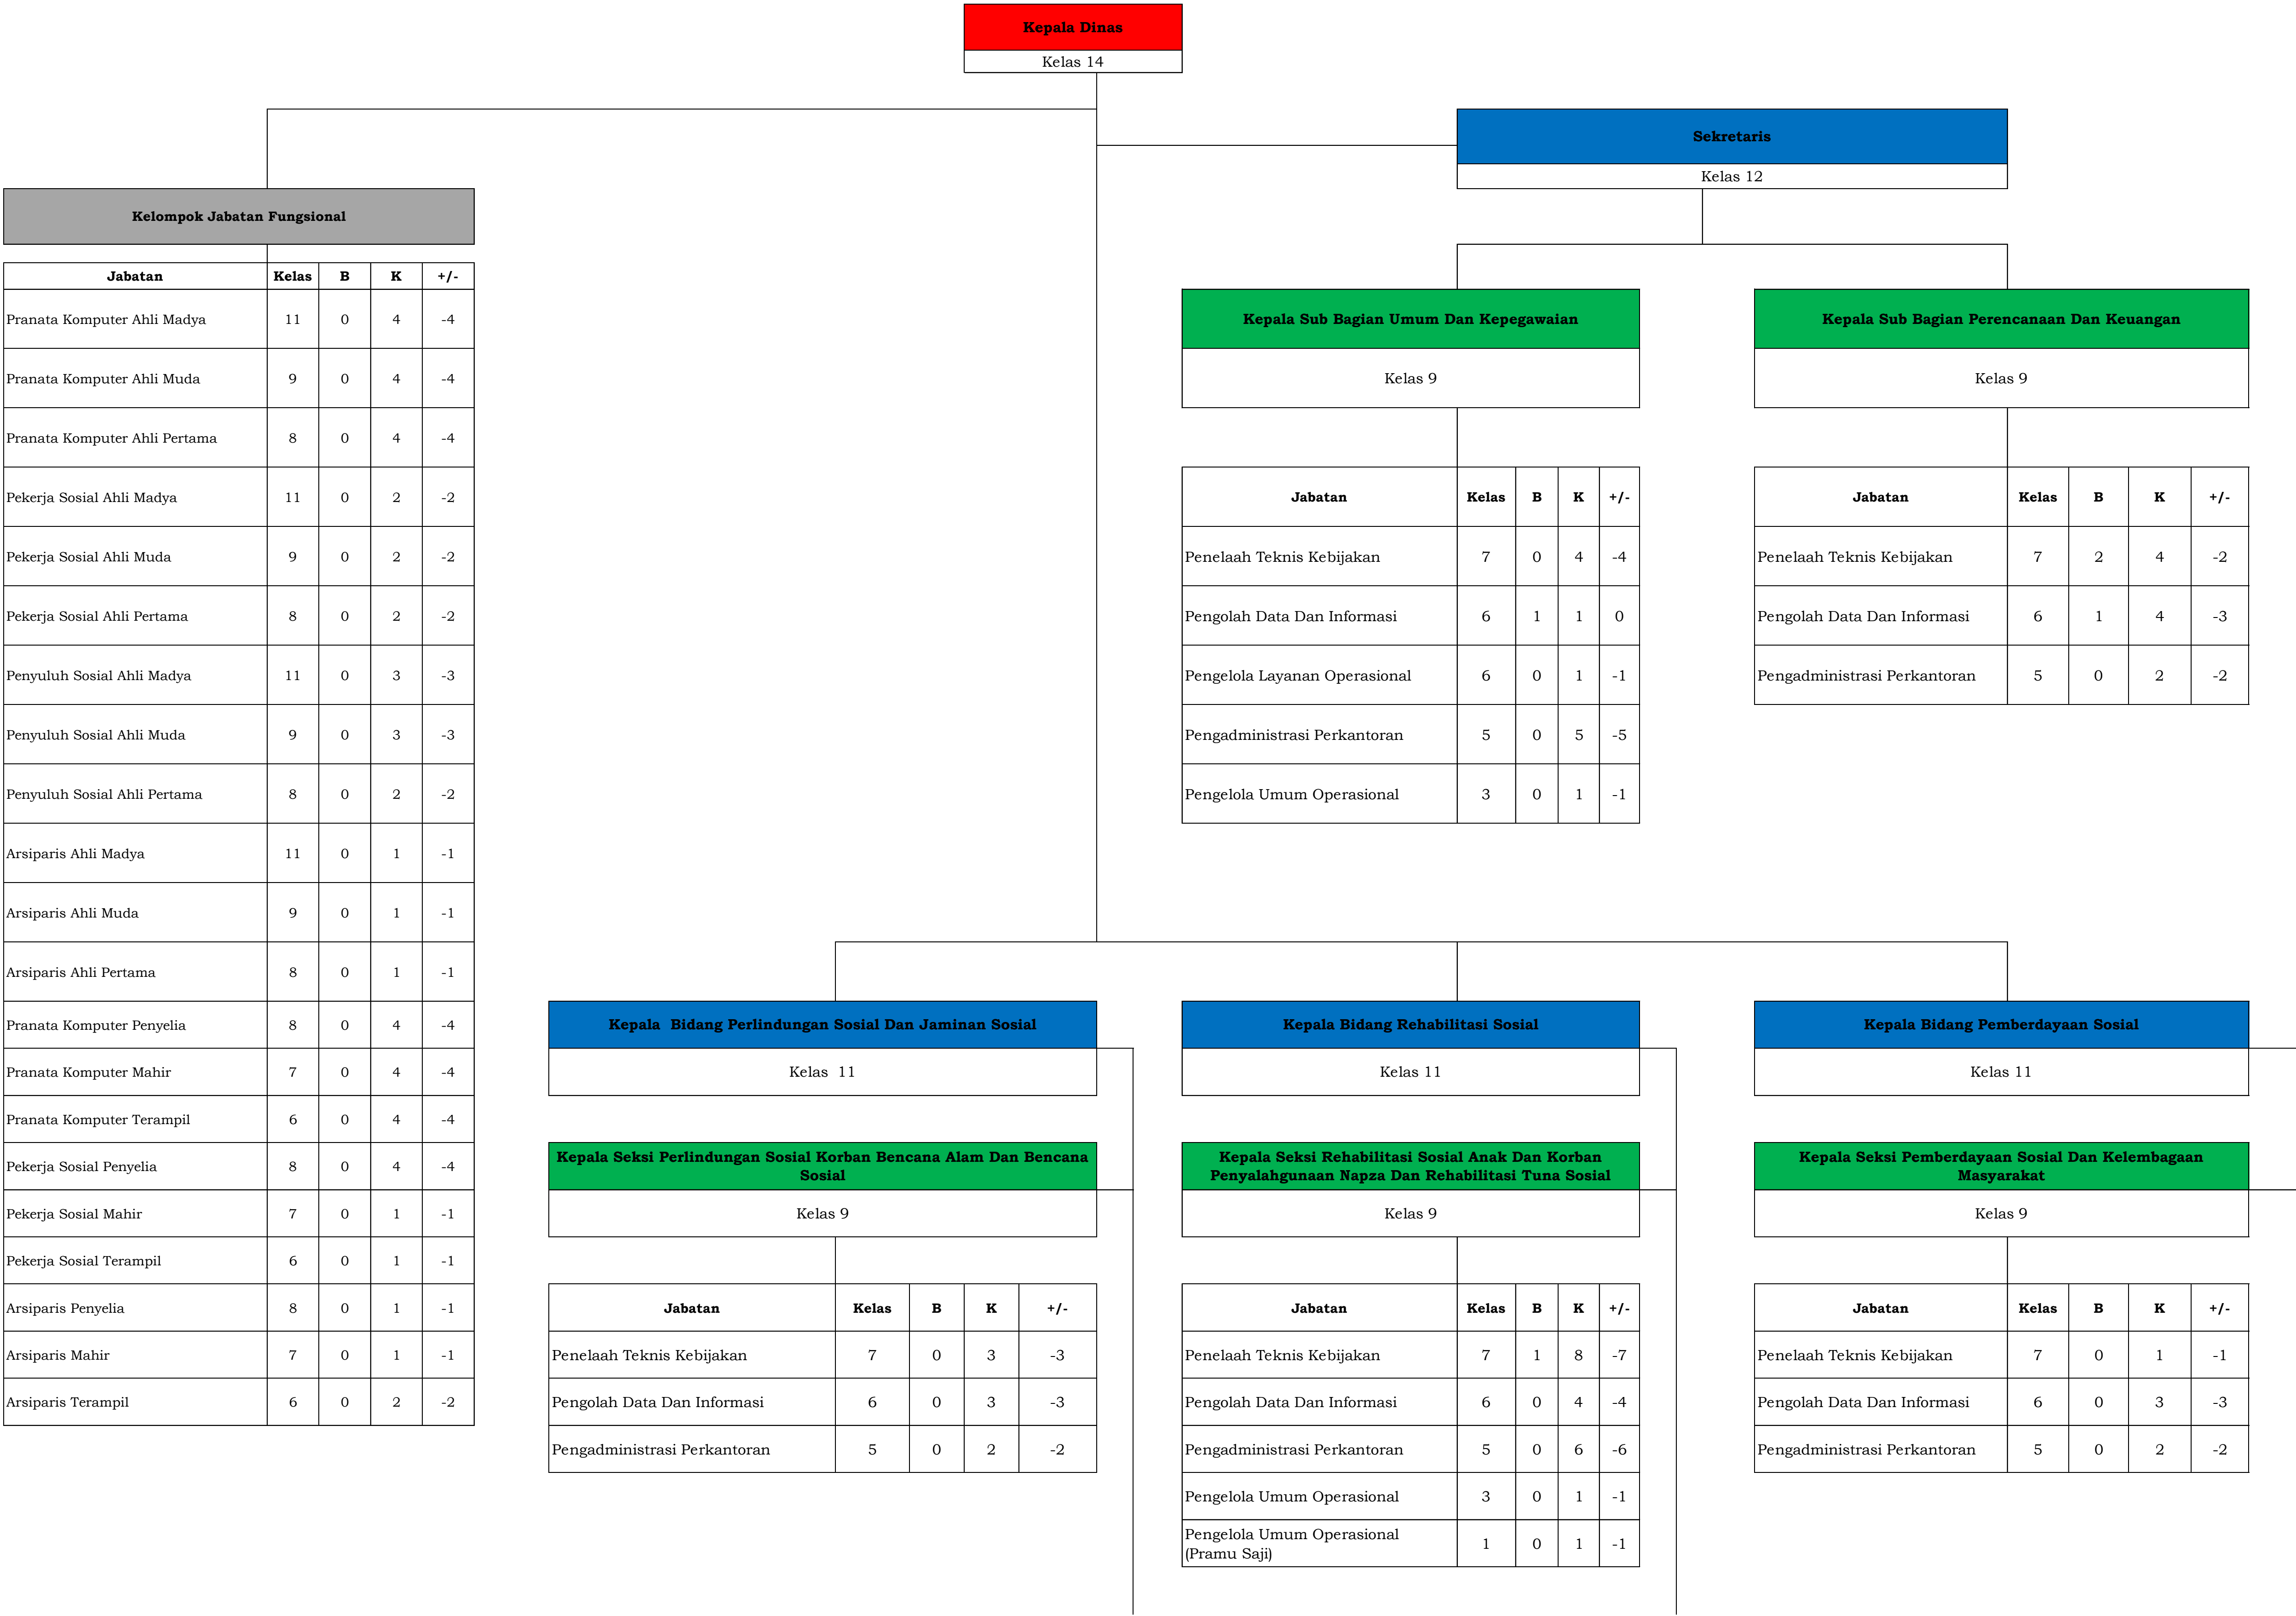 Kepala Dinas
Kelas 14
Sekretaris
Kelas 12
Kelompok Jabatan Fungsional
Jabatan Kelas B K +/-
Pranata Komputer Ahli Madya 11 0 4 -4
Pranata Komputer Ahli Muda 9 0 4 -4
Pranata Komputer Ahli Pertama 8 0 4 -4
Pekerja Sosial Ahli Madya 11 0 2 -2
Pekerja Sosial Ahli Muda 9 0 2 -2
Pekerja Sosial Ahli Pertama 8 0 2 -2
Penyuluh Sosial Ahli Madya 11 0 3 -3
Penyuluh Sosial Ahli Muda 9 0 3 -3
Penyuluh Sosial Ahli Pertama 8 0 2 -2
Arsiparis Ahli Madya 11 0 1 -1
Arsiparis Ahli Muda 9 0 1 -1
Arsiparis Ahli Pertama 8 0 1 -1
Pranata Komputer Penyelia 8 0 4 -4
Pranata Komputer Mahir 7 0 4 -4
Pranata Komputer Terampil 6 0 4 -4
Pekerja Sosial Penyelia 8 0 4 -4
Pekerja Sosial Mahir 7 0 1 -1
Pekerja Sosial Terampil 6 0 1 -1
Arsiparis Penyelia 8 0 1 -1
Arsiparis Mahir 7 0 1 -1
Arsiparis Terampil 6 0 2 -2
Kepala Sub Bagian Umum Dan Kepegawaian
Kelas 9
Jabatan Kelas B K +/-
Penelaah Teknis Kebijakan 7 0 4 -4
Pengolah Data Dan Informasi 6 1 1 0
Pengelola Layanan Operasional 6 0 1 -1
Pengadministrasi Perkantoran 5 0 5 -5
Pengelola Umum Operasional 3 0 1 -1
Kepala Sub Bagian Perencanaan Dan Keuangan
Kelas 9
Jabatan Kelas B K +/-
Penelaah Teknis Kebijakan 7 2 4 -2
Pengolah Data Dan Informasi 6 1 4 -3
Pengadministrasi Perkantoran 5 0 2 -2
Kepala Bidang Perlindungan Sosial Dan Jaminan Sosial
Kelas 11
Kepala Seksi Perlindungan Sosial Korban Bencana Alam Dan Bencana
Sosial
Kelas 9
Jabatan Kelas B K +/-
Penelaah Teknis Kebijakan 7 0 3 -3
Pengolah Data Dan Informasi 6 0 3 -3
Pengadministrasi Perkantoran 5 0 2 -2
Kepala Bidang Rehabilitasi Sosial
Kelas 11
Kepala Seksi Rehabilitasi Sosial Anak Dan Korban
Penyalahgunaan Napza Dan Rehabilitasi Tuna Sosial
Kelas 9
Jabatan Kelas B K +/-
Penelaah Teknis Kebijakan 7 1 8 -7
Pengolah Data Dan Informasi 6 0 4 -4
Pengadministrasi Perkantoran 5 0 6 -6
Pengelola Umum Operasional 3 0 1 -1
Pengelola Umum Operasional
(Pramu Saji) 1 0 1 -1
Kepala Bidang Pemberdayaan Sosial
Kelas 11
Kepala Seksi Pemberdayaan Sosial Dan Kelembagaan
Masyarakat
Kelas 9
Jabatan Kelas B K +/-
Penelaah Teknis Kebijakan 7 0 1 -1
Pengolah Data Dan Informasi 6 0 3 -3
Pengadministrasi Perkantoran 5 0 2 -2